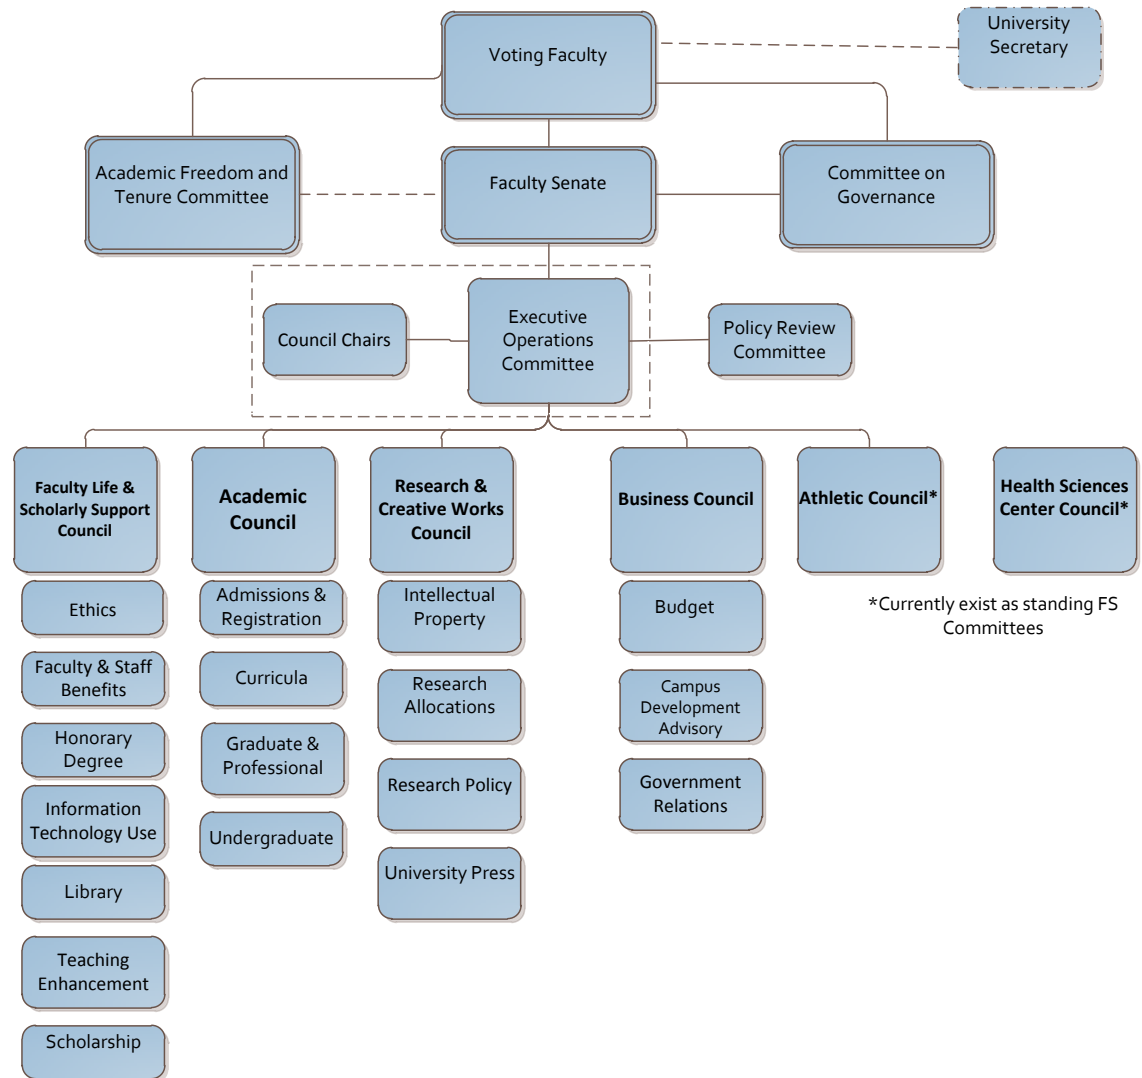 University
Secretary
Voting Faculty
Academic Freedom and
Tenure Committee
Faculty Senate
Committee on
Governance
Council Chairs
Executive
Operations
Committee
Policy Review
Committee
Faculty Life &
Scholarly Support
Council
Academic
Council
Research &
Creative Works
Council
Business Council
Athletic Council*
Health Sciences
Center Council*
Ethics
Faculty & Staff
Benefits
Honorary
Degree
Information
Technology Use
Library
Teaching
Enhancement
Scholarship
Admissions &
Registration
Curricula
Graduate &
Professional
Undergraduate
Intellectual
Property
Research
Allocations
Research Policy
University Press
Budget
Campus
Development
Advisory
Government
Relations
*Currently exist as standing FS
Committees